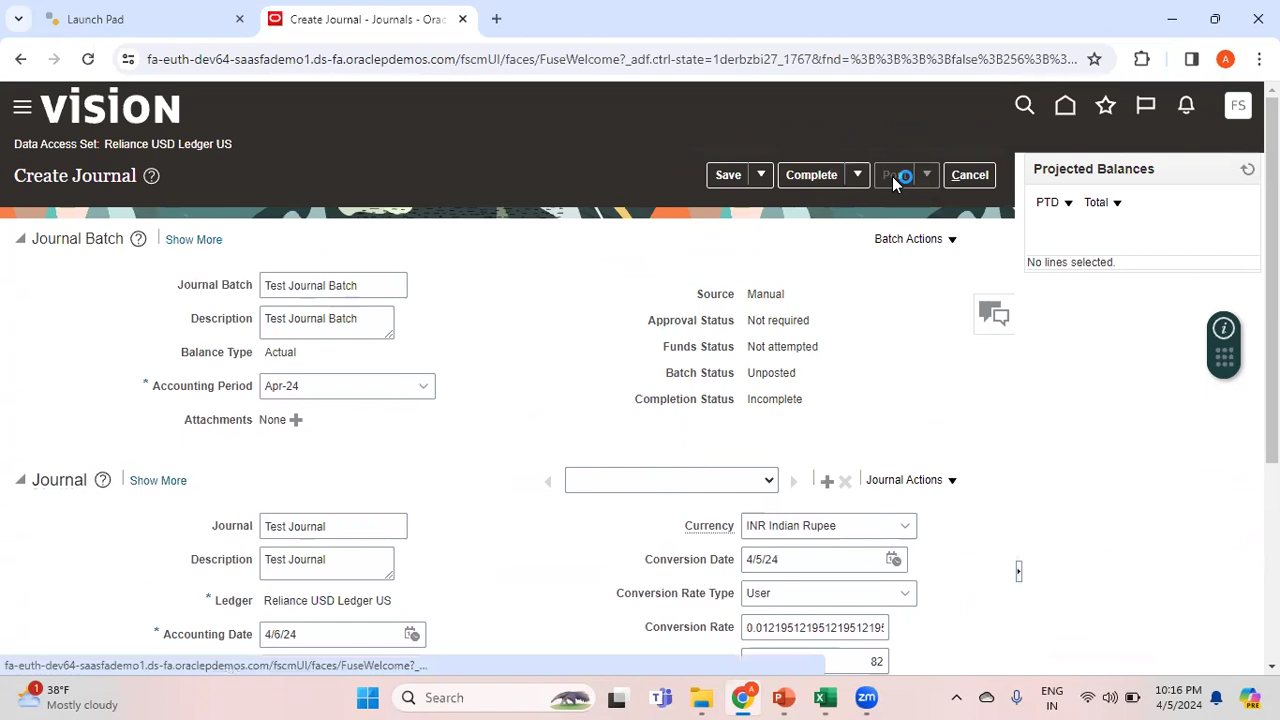 Launch Pad
Create Journal - Journals - Orac
fa-euth-dev64-saasfademo1.ds-fa.oraclepdemos.com/fscmUI/faces/FuseWelcome?_adf.ctrl-state=1derbzbi27_1767&fnd=%3B%3B%3B%3Bfalse%3B256%3B%3...
A
VISION
FS
Data Access Set: Reliance USD Ledger US
Create Journal
Save
Complete
Cancel
Projected Balances
PTD
Total
No lines selected.
Journal Batch
Show More
Batch Actions
Journal Batch
Test Journal Batch
Description
Test Journal Batch
Balance Type
Actual
* Accounting Period
Apr-24
Attachments
None
Source
Manual
Approval Status
Not required
Funds Status
Not attempted
Batch Status
Unposted
Completion Status
Incomplete
Journal
Show More
Journal Actions
Journal
Test Journal
Description
Test Journal
* Ledger
Reliance USD Ledger US
* Accounting Date
4/6/24
Currency
INR Indian Rupee
Conversion Date
4/5/24
Conversion Rate Type
User
Conversion Rate
0.0121951219512195121951
82
fa-euth-dev64-saasfademo1.ds-fa.oraclepdemos.com/fscmUI/faces/FuseWelcome?_...
1
38°F
Mostly cloudy
Search
ENG
IN
10:16 PM
4/5/2024
PRE